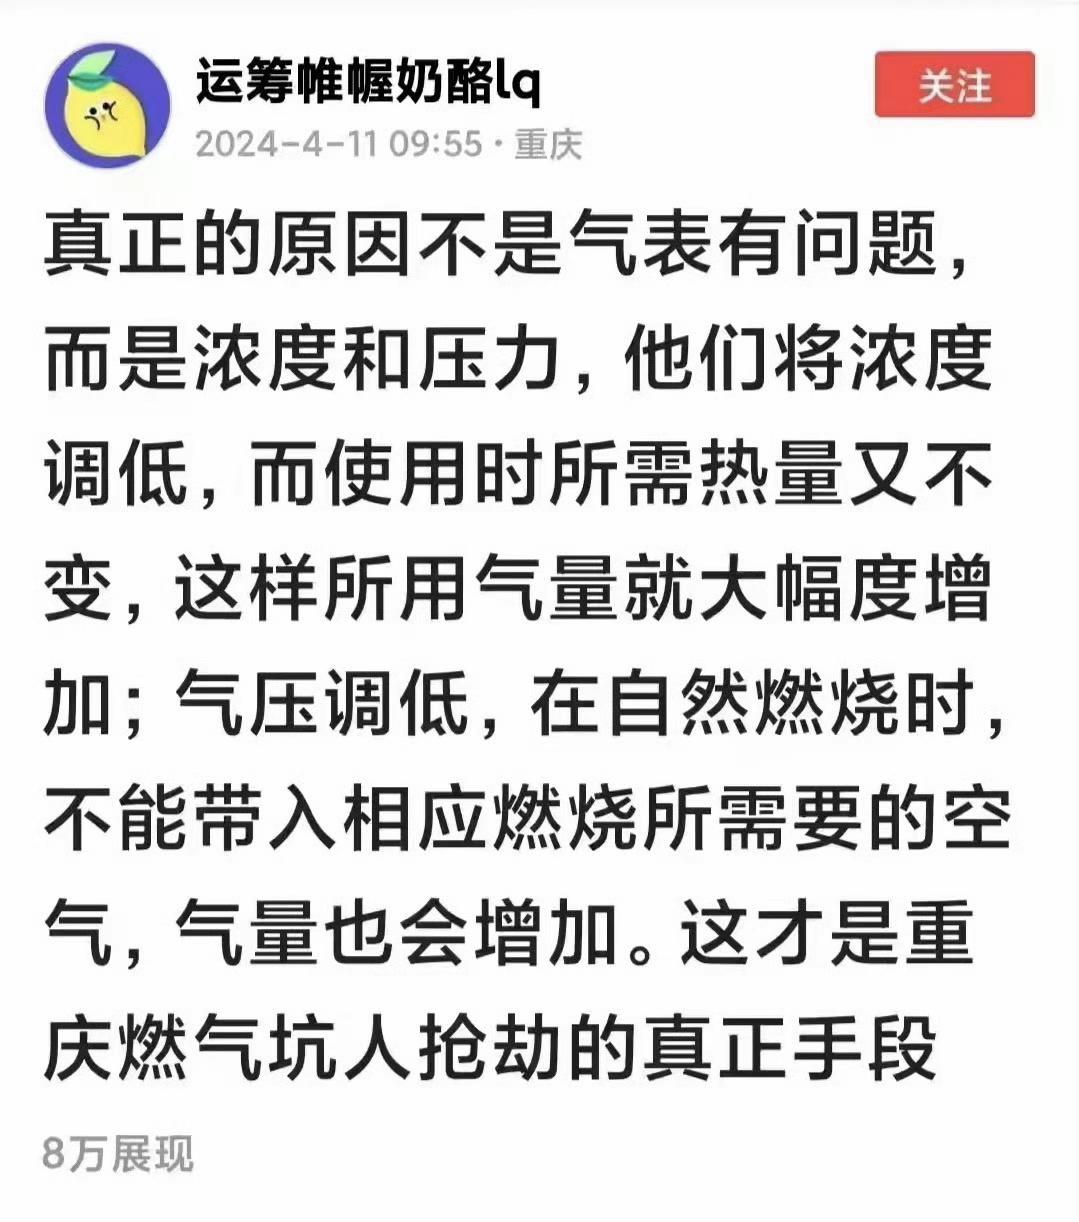 运筹帷幄奶酪lq
关注
2024-4-11 09:55·重庆
真正的原因不是气表有问题，
而是浓度和压力，他们将浓度
调低，而使用时所需热量又不
变，这样所用气量就大幅度增
加；气压调低，在自然燃烧时，
不能带入相应燃烧所需要的空
气，气量也会增加。这才是重
庆燃气坑人抢劫的真正手段
8万展现